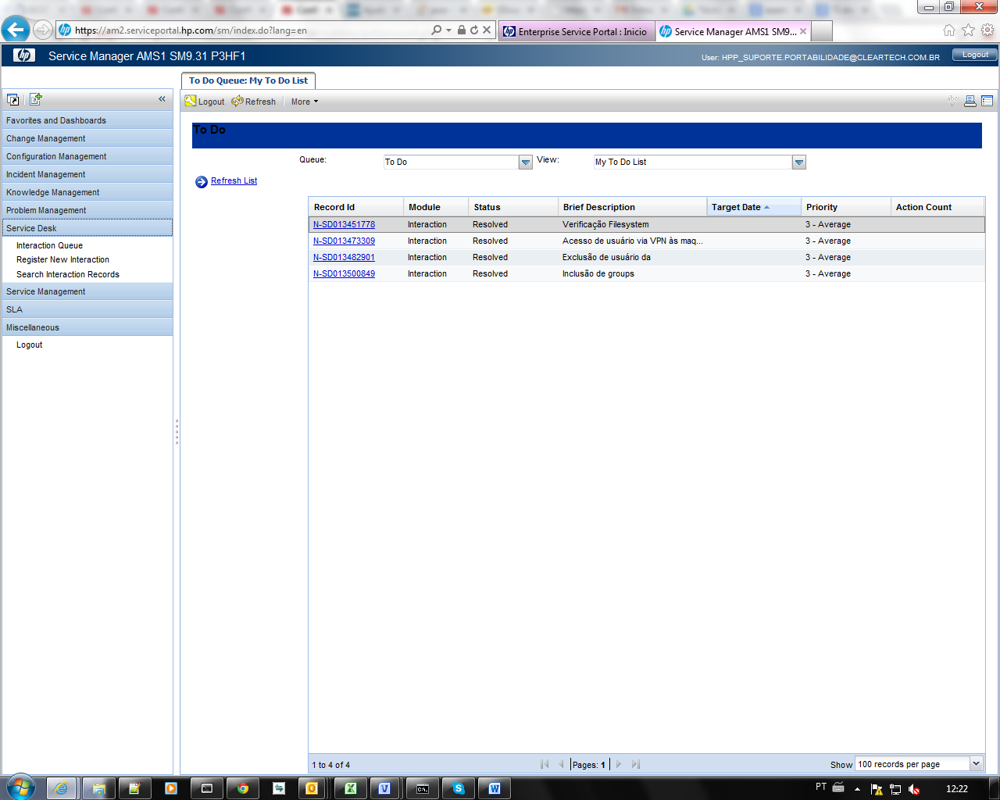 https://am2.serviceportal.hp.com/sm/index.do?lang=en
Enterprise Service Portal : Inicio
Service Manager AMS1 SM9...
hp Service Manager AMS1 SM9.31 P3HF1
User: HPP_SUPORTE.PORTABILIDADE@CLEARTECH.COM.BR
Logout
To Do Queue: My To Do List
Logout Refresh More
Favorites and Dashboards
Change Management
Configuration Management
Incident Management
Knowledge Management
Problem Management
Service Desk
Interaction Queue
Register New Interaction
Search Interaction Records
Service Management
SLA
Miscellaneous
Logout
To Do
Queue: To Do View: My To Do List
Refresh List
Record Id Module Status Brief Description Target Date Priority Action Count
N-SD013451778 Interaction Resolved Verificação Filesystem 3 - Average
N-SD013473309 Interaction Resolved Acesso de usuário via VPN às maq... 3 - Average
N-SD013482901 Interaction Resolved Exclusão de usuário da 3 - Average
N-SD013500849 Interaction Resolved Inclusão de groups 3 - Average
1 to 4 of 4 Pages: 1 Show 100 records per page
PT 12:22